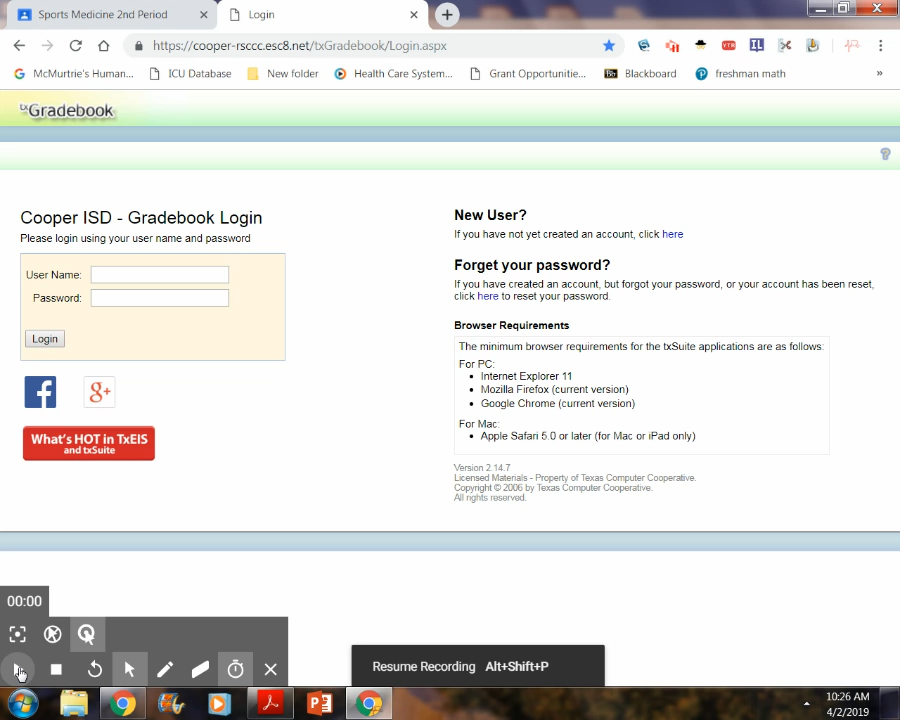 Sports Medicine 2nd Period
Login
https://cooper-rsccc.esc8.net/txGradebook/Login.aspx
YTR
IL
McMurtrie's Human...
ICU Database
New folder
Health Care System...
Grant Opportunitie...
Bb Blackboard
freshman math
»
txGradebook
?
Cooper ISD - Gradebook Login
Please login using your user name and password
User Name:
Password:
Login
f
g+
What's HOT in TxEIS
and txSuite
New User?
If you have not yet created an account, click here
Forget your password?
If you have created an account, but forgot your password, or your account has been reset,
click here to reset your password.
Browser Requirements
The minimum browser requirements for the txSuite applications are as follows:
For PC:
• Internet Explorer 11
• Mozilla Firefox (current version)
• Google Chrome (current version)
For Mac:
• Apple Safari 5.0 or later (for Mac or iPad only)
Version 2.14.7
Licensed Materials - Property of Texas Computer Cooperative.
Copyright © 2006 by Texas Computer Cooperative.
All rights reserved.
00:00
Resume Recording Alt+Shift+P
10:26 AM
4/2/2019